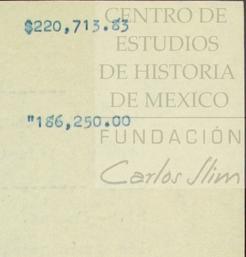 CENTRO DE
$220,713.83
ESTUDIOS
DE HISTORIA
DE MEXICO
"186,250.00
FUNDACIÓN
Carlos Slim